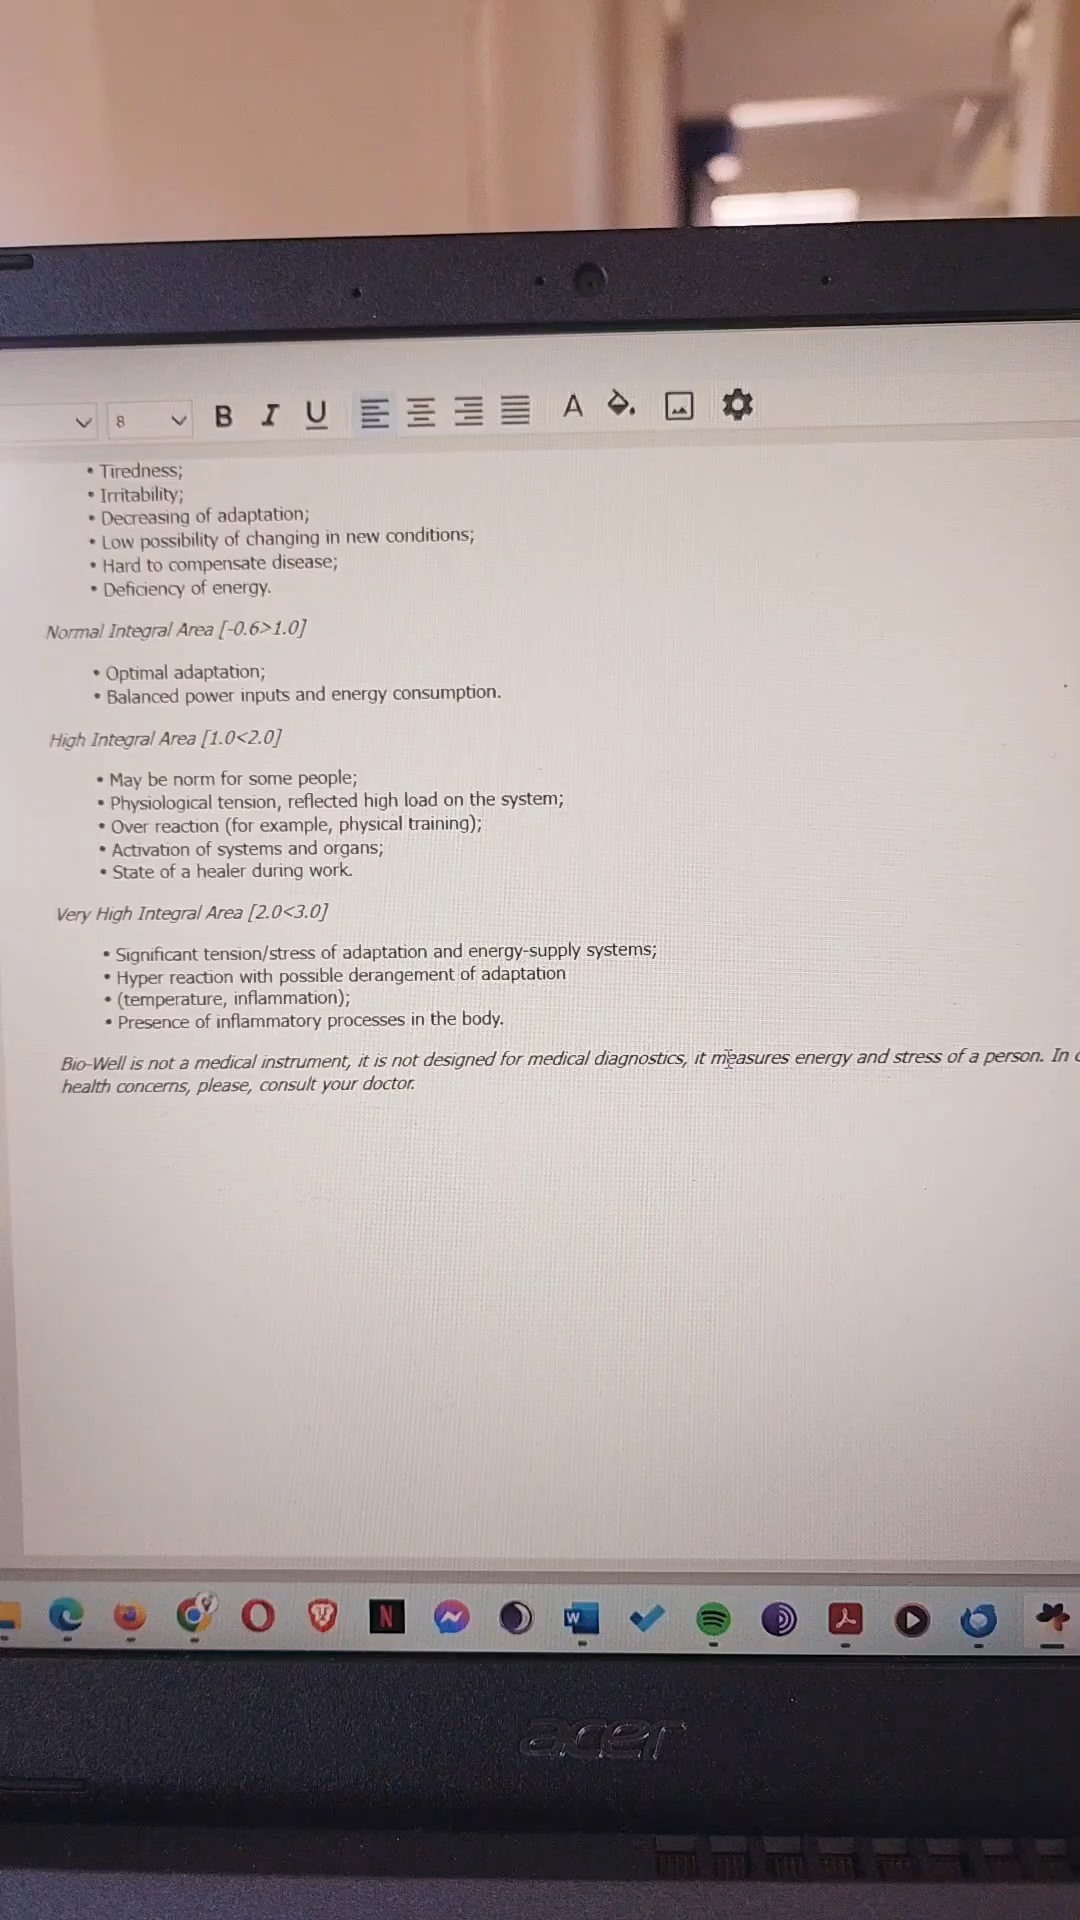 8 B I U A
• Tiredness;
• Irritability;
• Decreasing of adaptation;
• Low possibility of changing in new conditions;
• Hard to compensate disease;
• Deficiency of energy.
Normal Integral Area [-0.6>1.0]
• Optimal adaptation;
• Balanced power inputs and energy consumption.
High Integral Area [1.0<2.0]
• May be norm for some people;
• Physiological tension, reflected high load on the system;
• Over reaction (for example, physical training);
• Activation of systems and organs;
• State of a healer during work.
Very High Integral Area [2.0<3.0]
• Significant tension/stress of adaptation and energy-supply systems;
• Hyper reaction with possible derangement of adaptation
• (temperature, inflammation);
• Presence of inflammatory processes in the body.
Bio-Well is not a medical instrument, it is not designed for medical diagnostics, it measures energy and stress of a person. In
health concerns, please, consult your doctor.
N W
acer